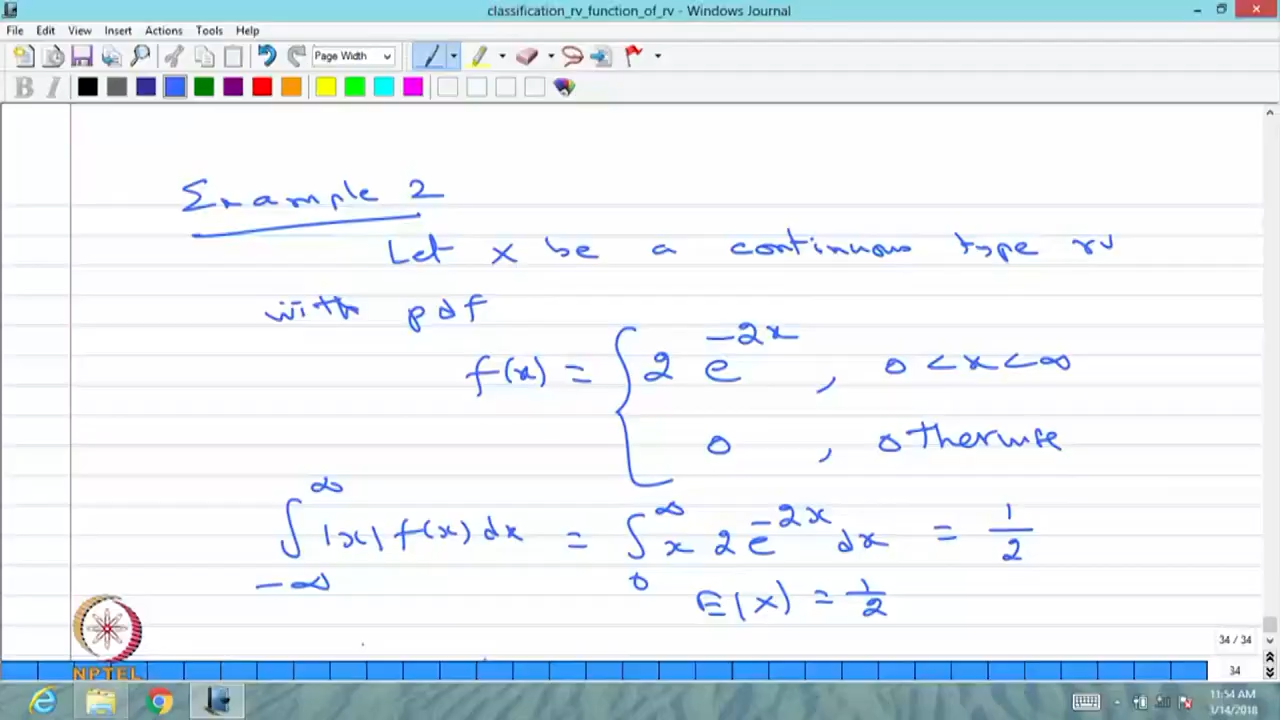 classification_rv_function_of_rv - Windows Journal
File Edit View Insert Actions Tools Help
Page Width
B I
Example 2
Let X be a continuous type rv
with pdf
f(x) = { 2 e^{-2x} , 0 < x < ∞
0 , otherwise
∫_{-∞}^{∞} |x| f(x) dx = ∫_0^∞ x 2 e^{-2x} dx = 1/2
E(X) = 1/2
34 / 34
NPTEL
34
11:54 AM
3/14/2018